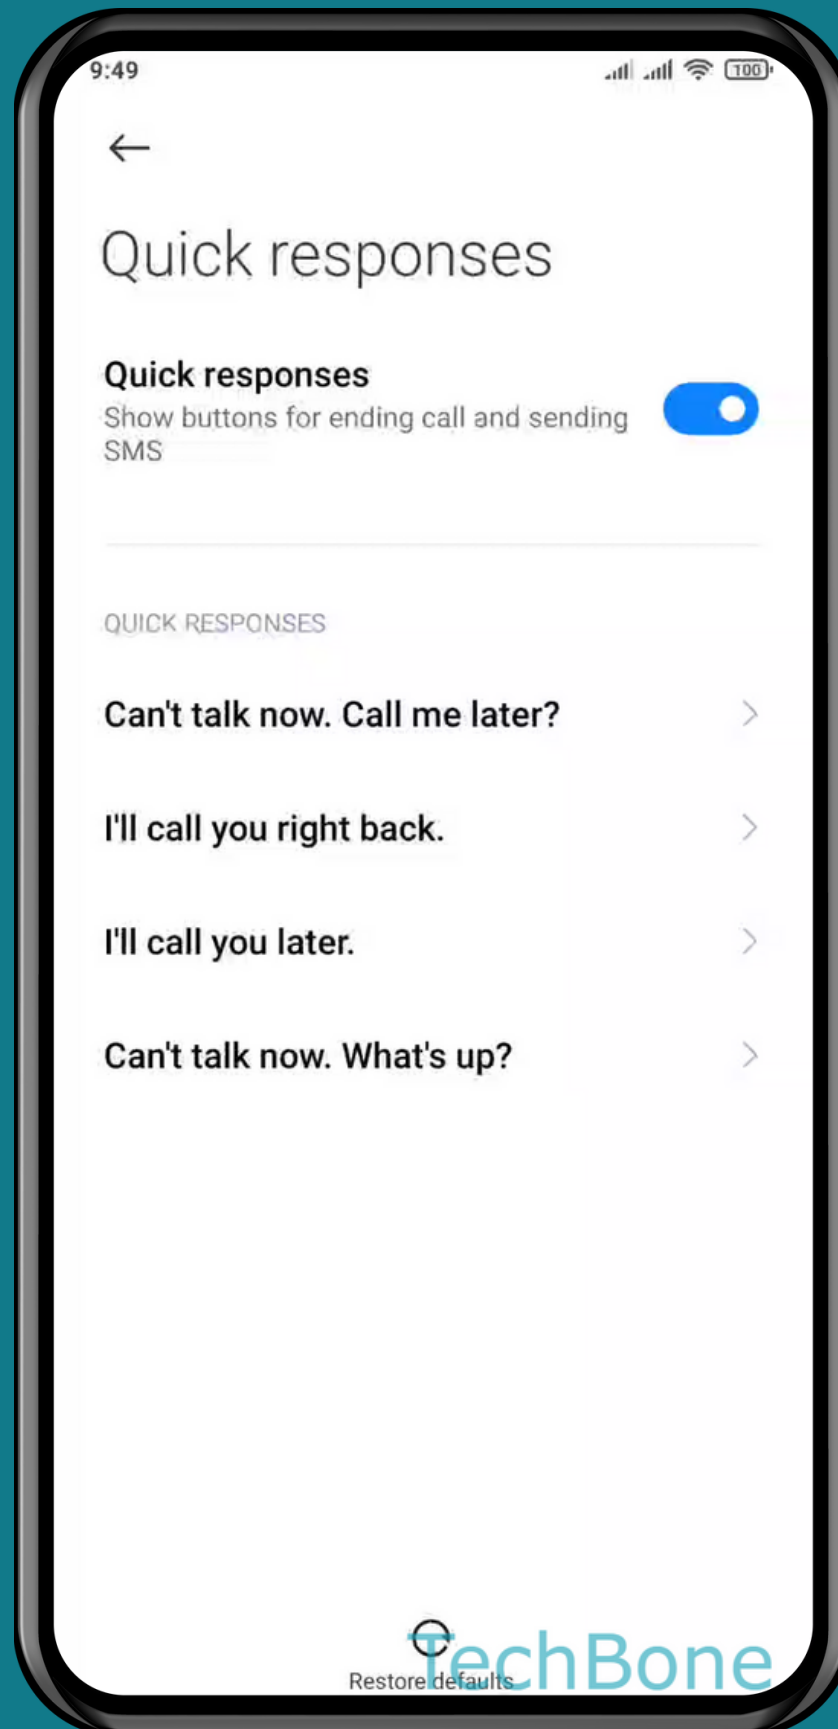 9:49
100
Quick responses
Quick responses
Show buttons for ending call and sending
SMS
QUICK RESPONSES
Can't talk now. Call me later?
I'll call you right back.
I'll call you later.
Can't talk now. What's up?
TechBone
Restore defaults